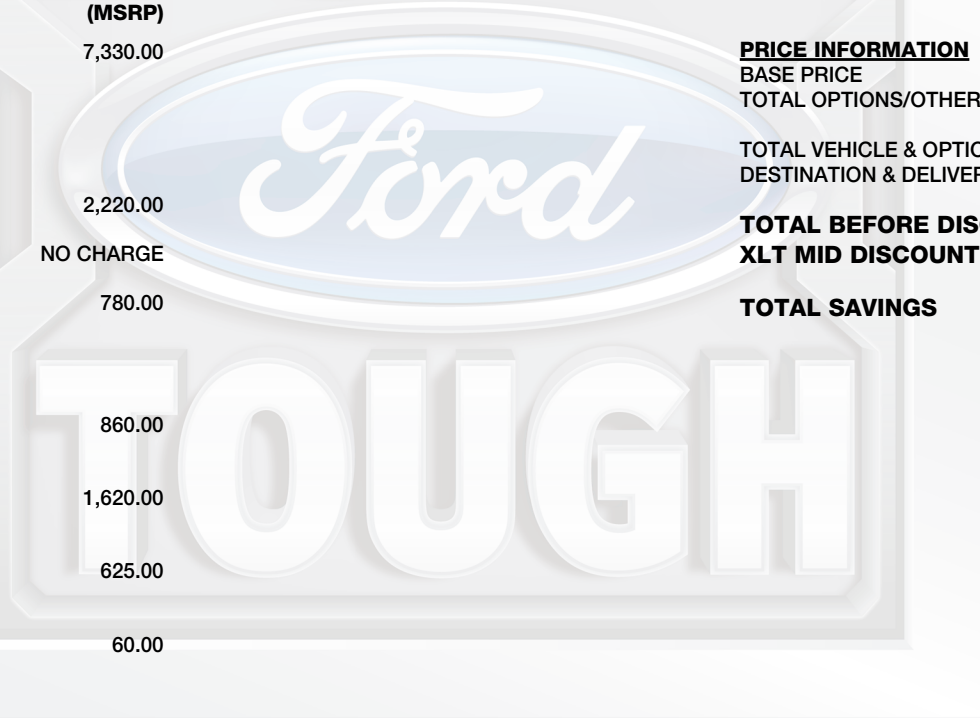 (MSRP)
7,330.00
2,220.00
NO CHARGE
780.00
860.00
1,620.00
625.00
60.00
PRICE INFORMATION
BASE PRICE
TOTAL OPTIONS/OTHER
TOTAL VEHICLE & OPTIO
DESTINATION & DELIVER
TOTAL BEFORE DIS
XLT MID DISCOUNT
TOTAL SAVINGS
Ford
TOUGH